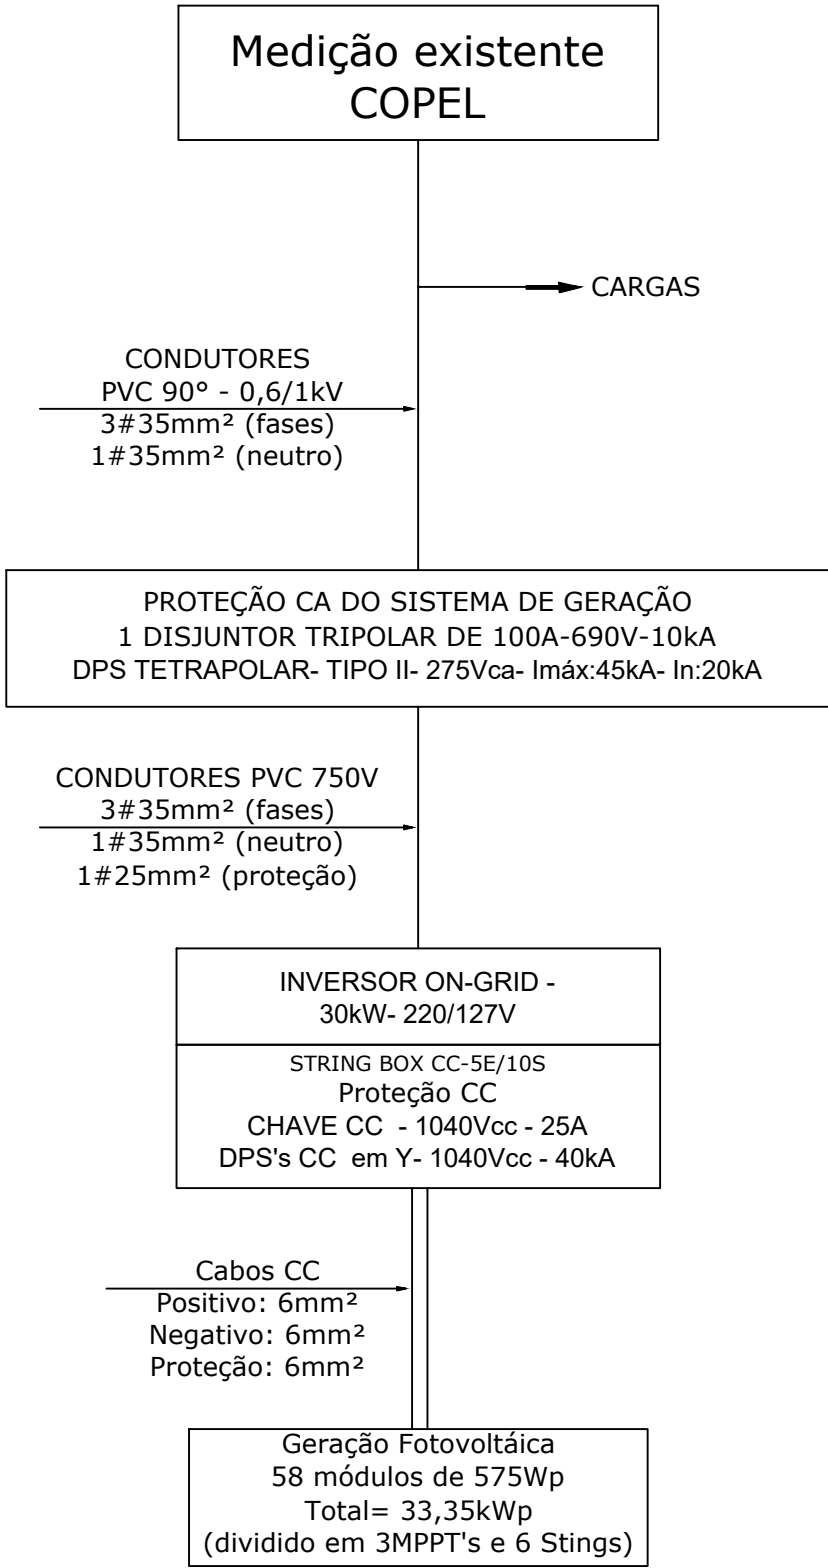 Medição existente
COPEL
CARGAS
CONDUTORES
PVC 90° - 0,6/1kV
3#35mm² (fases)
1#35mm² (neutro)
PROTEÇÃO CA DO SISTEMA DE GERAÇÃO
1 DISJUNTOR TRIPOLAR DE 100A-690V-10kA
DPS TETRAPOLAR- TIPO II- 275Vca- Imáx:45kA- In:20kA
CONDUTORES PVC 750V
3#35mm² (fases)
1#35mm² (neutro)
1#25mm² (proteção)
INVERSOR ON-GRID -
30kW- 220/127V
STRING BOX CC-5E/10S
Proteção CC
CHAVE CC - 1040Vcc - 25A
DPS's CC em Y- 1040Vcc - 40kA
Cabos CC
Positivo: 6mm²
Negativo: 6mm²
Proteção: 6mm²
Geração Fotovoltáica
58 módulos de 575Wp
Total= 33,35kWp
(dividido em 3MPPT's e 6 Stings)